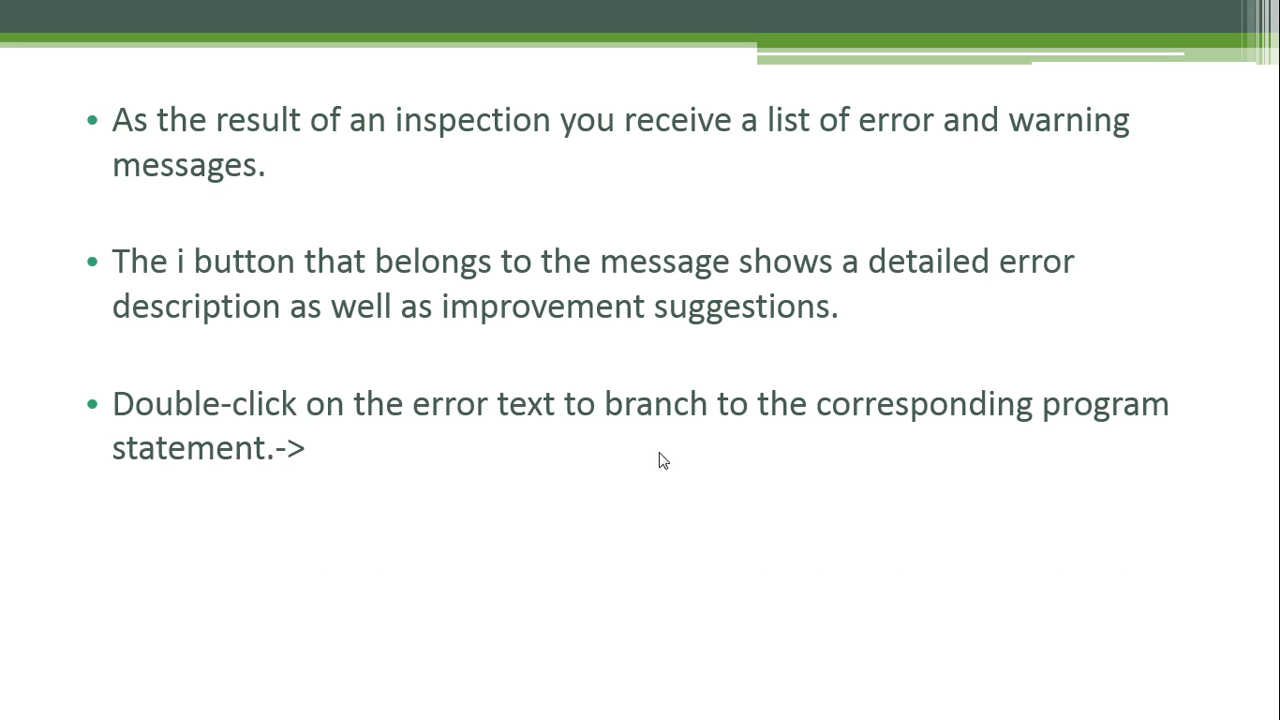 • As the result of an inspection you receive a list of error and warning
messages.
• The i button that belongs to the message shows a detailed error
description as well as improvement suggestions.
• Double-click on the error text to branch to the corresponding program
statement.->